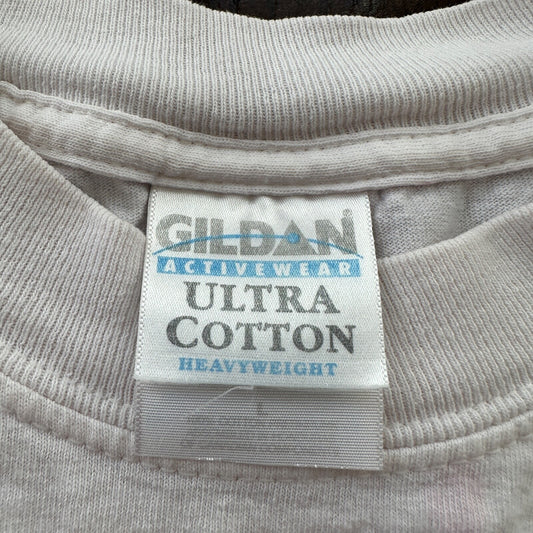 GILDAN
ACTIVEWEAR
ULTRA
COTTON
HEAVYWEIGHT
L